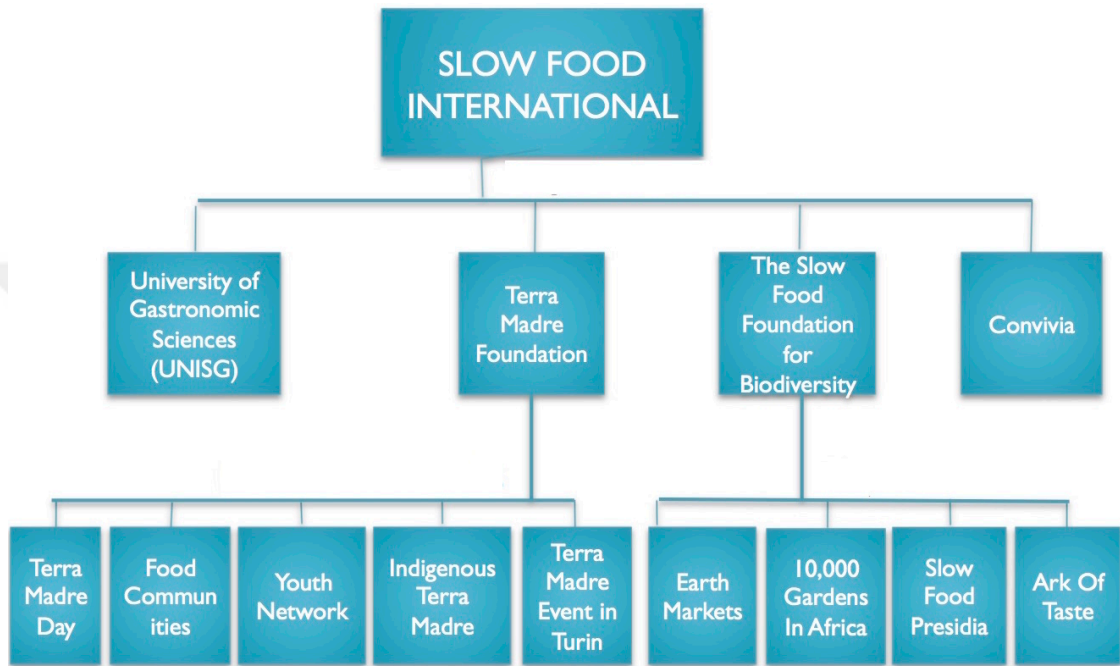 SLOW FOOD
INTERNATIONAL
University of
Gastronomic
Sciences
(UNISG)
Terra
Madre
Foundation
The Slow
Food
Foundation
for
Biodiversity
Convivia
Terra
Madre
Day
Food
Commun
ities
Youth
Network
Indigenous
Terra
Madre
Terra
Madre
Event in
Turin
Earth
Markets
10,000
Gardens
In Africa
Slow
Food
Presidia
Ark Of
Taste